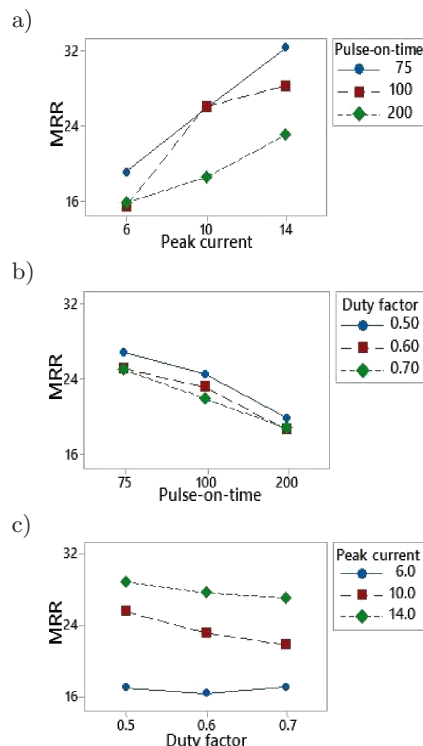 a)
32
24
16
MRR
6 10 14
Peak current
Pulse-on-time
75
100
200
b)
32
24
16
MRR
75 100 200
Pulse-on-time
Duty factor
0.50
0.60
0.70
c)
32
24
16
MRR
0.5 0.6 0.7
Duty factor
Peak current
6.0
10.0
14.0